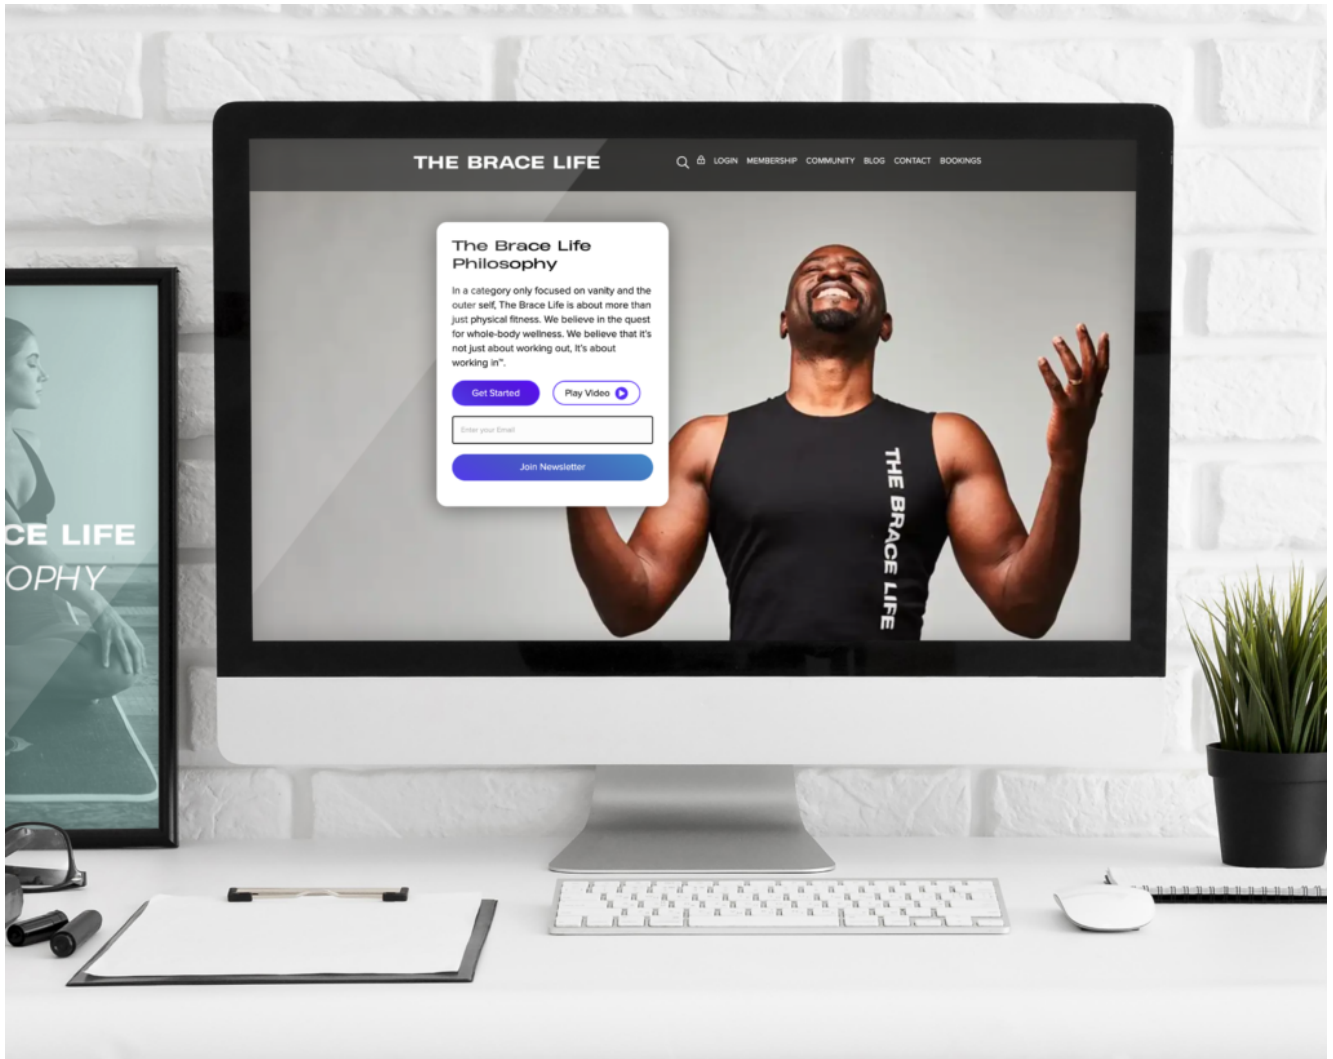 THE BRACE LIFE
LOGIN MEMBERSHIP COMMUNITY BLOG CONTACT BOOKINGS
The Brace Life
Philosophy
In a category only focused on vanity and the
outer self, The Brace Life is about more than
just physical fitness. We believe in the quest
for whole-body wellness. We believe that it's
not just about working out, It's about
working in™.
Get Started
Play Video
Enter your Email
Join Newsletter
THE BRACE LIFE
CE LIFE
OPHY